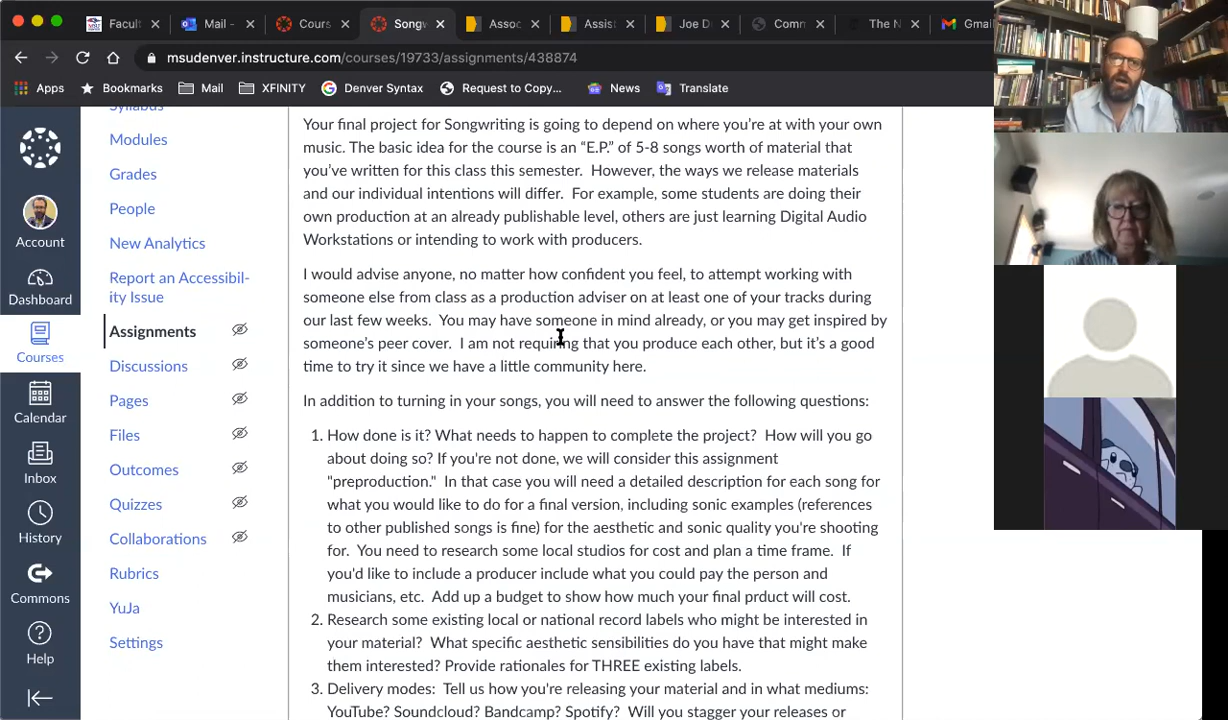 Facult
Mail -
Cours
Songw
Assoc
Assist
Joe D
Comm
The N
Gmai
msudenver.instructure.com/courses/19733/assignments/438874
Apps
Bookmarks
Mail
XFINITY
Denver Syntax
Request to Copy...
News
Translate
Account
Dashboard
Courses
Calendar
Inbox
History
Commons
Help
Syllabus
Modules
Grades
People
New Analytics
Report an Accessibil-
ity Issue
Assignments
Discussions
Pages
Files
Outcomes
Quizzes
Collaborations
Rubrics
YuJa
Settings
Your final project for Songwriting is going to depend on where you're at with your own
music. The basic idea for the course is an “E.P.” of 5-8 songs worth of material that
you've written for this class this semester.  However, the ways we release materials
and our individual intentions will differ.  For example, some students are doing their
own production at an already publishable level, others are just learning Digital Audio
Workstations or intending to work with producers.
I would advise anyone, no matter how confident you feel, to attempt working with
someone else from class as a production adviser on at least one of your tracks during
our last few weeks.  You may have someone in mind already, or you may get inspired by
someone's peer cover.  I am not requiring that you produce each other, but it's a good
time to try it since we have a little community here.
In addition to turning in your songs, you will need to answer the following questions:
1. How done is it? What needs to happen to complete the project?  How will you go
about doing so? If you're not done, we will consider this assignment
"preproduction."  In that case you will need a detailed description for each song for
what you would like to do for a final version, including sonic examples (references
to other published songs is fine) for the aesthetic and sonic quality you're shooting
for.  You need to research some local studios for cost and plan a time frame.  If
you'd like to include a producer include what you could pay the person and
musicians, etc.  Add up a budget to show how much your final prduct will cost.
2. Research some existing local or national record labels who might be interested in
your material?  What specific aesthetic sensibilities do you have that might make
them interested? Provide rationales for THREE existing labels.
3. Delivery modes:  Tell us how you're releasing your material and in what mediums:
YouTube? Soundcloud? Bandcamp? Spotify?  Will you stagger your releases or